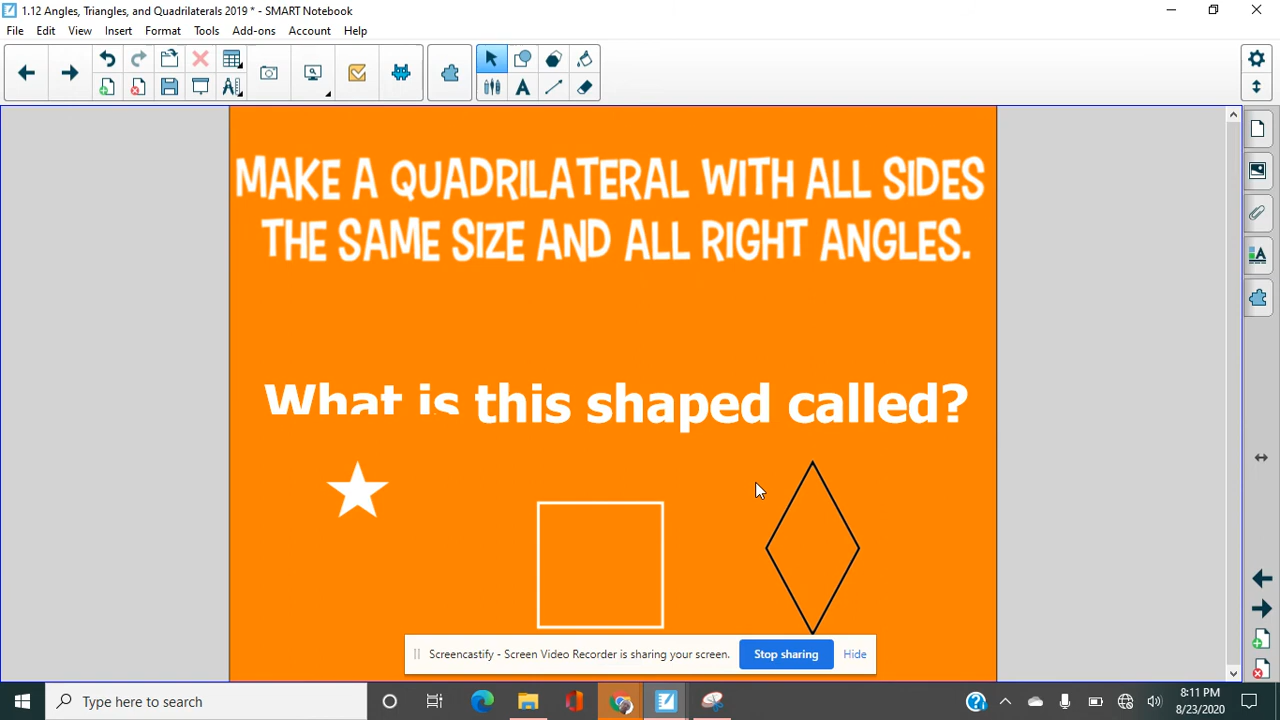 1.12 Angles, Triangles, and Quadrilaterals 2019 * - SMART Notebook
File Edit View Insert Format Tools Add-ons Account Help
MAKE A QUADRILATERAL WITH ALL SIDES
THE SAME SIZE AND ALL RIGHT ANGLES.
What is this shaped called?
Screencastify - Screen Video Recorder is sharing your screen. Stop sharing Hide
Type here to search
8:11 PM
8/23/2020